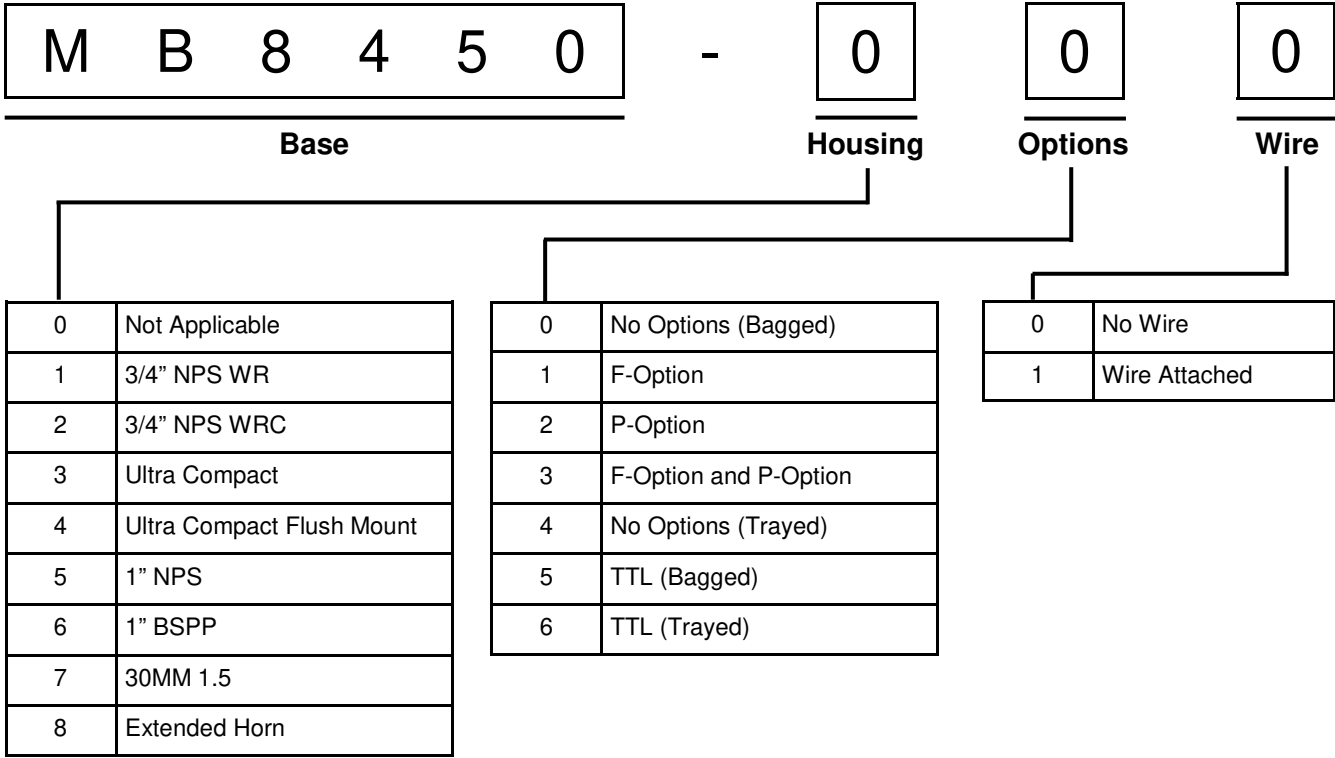 M B 8 4 5 0 - 0 0 0
Base Housing Options Wire
0 Not Applicable
1 3/4” NPS WR
2 3/4” NPS WRC
3 Ultra Compact
4 Ultra Compact Flush Mount
5 1” NPS
6 1” BSPP
7 30MM 1.5
8 Extended Horn
0 No Options (Bagged)
1 F-Option
2 P-Option
3 F-Option and P-Option
4 No Options (Trayed)
5 TTL (Bagged)
6 TTL (Trayed)
0 No Wire
1 Wire Attached